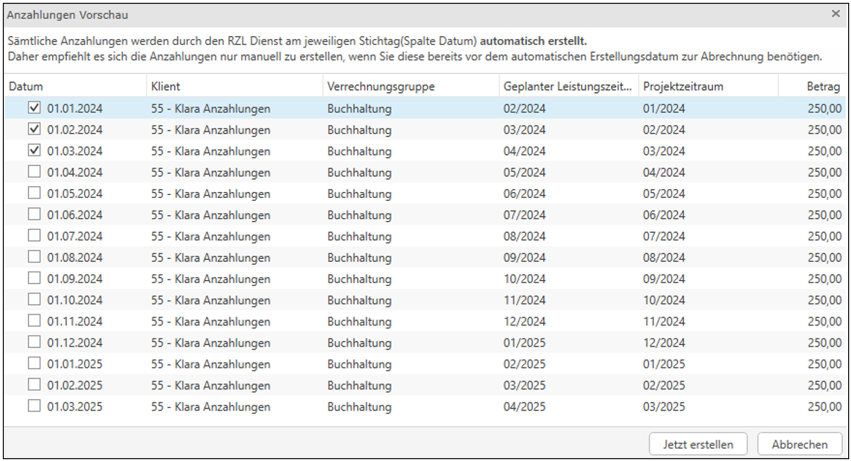 Anzahlungen Vorschau
Sämtliche Anzahlungen werden durch den RZL Dienst am jeweiligen Stichtag(Spalte Datum) automatisch erstellt.
Daher empfiehlt es sich die Anzahlungen nur manuell zu erstellen, wenn Sie diese bereits vor dem automatischen Erstellungsdatum zur Abrechnung benötigen.
Datum Klient Verrechnungsgruppe Geplanter Leistungszeit... Projektzeitraum Betrag
01.01.2024 55 - Klara Anzahlungen Buchhaltung 02/2024 01/2024 250,00
01.02.2024 55 - Klara Anzahlungen Buchhaltung 03/2024 02/2024 250,00
01.03.2024 55 - Klara Anzahlungen Buchhaltung 04/2024 03/2024 250,00
01.04.2024 55 - Klara Anzahlungen Buchhaltung 05/2024 04/2024 250,00
01.05.2024 55 - Klara Anzahlungen Buchhaltung 06/2024 05/2024 250,00
01.06.2024 55 - Klara Anzahlungen Buchhaltung 07/2024 06/2024 250,00
01.07.2024 55 - Klara Anzahlungen Buchhaltung 08/2024 07/2024 250,00
01.08.2024 55 - Klara Anzahlungen Buchhaltung 09/2024 08/2024 250,00
01.09.2024 55 - Klara Anzahlungen Buchhaltung 10/2024 09/2024 250,00
01.10.2024 55 - Klara Anzahlungen Buchhaltung 11/2024 10/2024 250,00
01.11.2024 55 - Klara Anzahlungen Buchhaltung 12/2024 11/2024 250,00
01.12.2024 55 - Klara Anzahlungen Buchhaltung 01/2025 12/2024 250,00
01.01.2025 55 - Klara Anzahlungen Buchhaltung 02/2025 01/2025 250,00
01.02.2025 55 - Klara Anzahlungen Buchhaltung 03/2025 02/2025 250,00
01.03.2025 55 - Klara Anzahlungen Buchhaltung 04/2025 03/2025 250,00
Jetzt erstellen Abbrechen